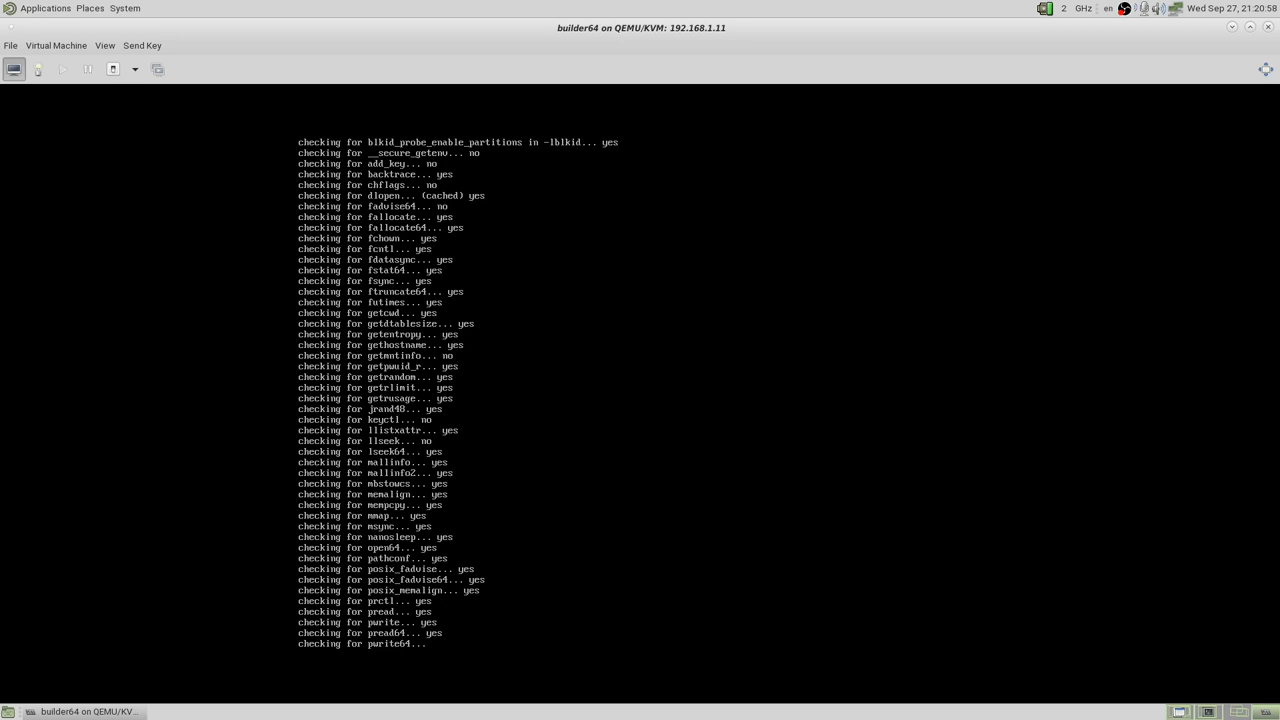 Applications Places System
2 GHz en Wed Sep 27, 21:20:58
builder64 on QEMU/KVM: 192.168.1.11
File Virtual Machine View Send Key
checking for blkid_probe_enable_partitions in -lblkid... yes
checking for __secure_getenv... no
checking for add_key... no
checking for backtrace... yes
checking for chflags... no
checking for dlopen... (cached) yes
checking for fadvise64... no
checking for fallocate... yes
checking for fallocate64... yes
checking for fchown... yes
checking for fcntl... yes
checking for fdatasync... yes
checking for fstat64... yes
checking for fsync... yes
checking for ftruncate64... yes
checking for futimes... yes
checking for getcwd... yes
checking for getdtablesize... yes
checking for getentropy... yes
checking for gethostname... yes
checking for getmntinfo... no
checking for getpwuid_r... yes
checking for getrandom... yes
checking for getrlimit... yes
checking for getrusage... yes
checking for jrand48... yes
checking for keyctl... no
checking for llistxattr... yes
checking for llseek... no
checking for lseek64... yes
checking for mallinfo... yes
checking for mallinfo2... yes
checking for mbstowcs... yes
checking for memalign... yes
checking for mempcpy... yes
checking for mmap... yes
checking for msync... yes
checking for nanosleep... yes
checking for open64... yes
checking for pathconf... yes
checking for posix_fadvise... yes
checking for posix_fadvise64... yes
checking for posix_memalign... yes
checking for prctl... yes
checking for pread... yes
checking for pwrite... yes
checking for pread64... yes
checking for pwrite64...
builder64 on QEMU/KV...